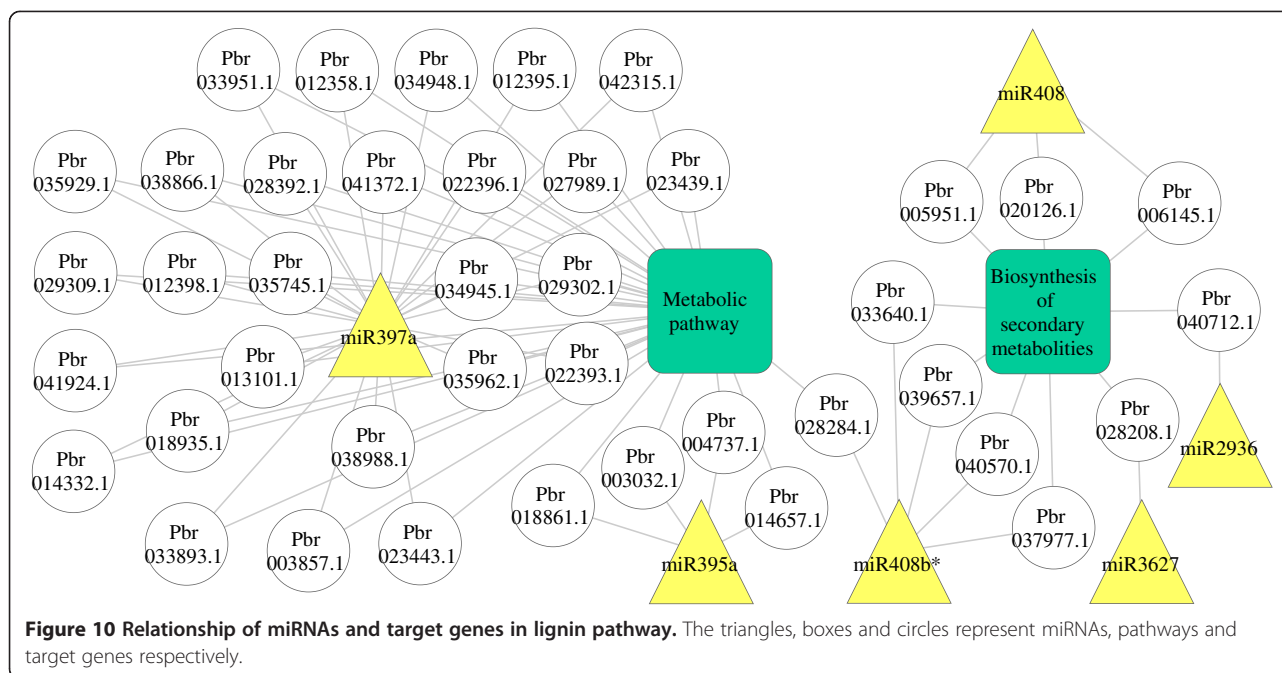 Pbr
033951.1
Pbr
012358.1
Pbr
034948.1
Pbr
012395.1
Pbr
042315.1
miR408
Pbr
035929.1
Pbr
038866.1
Pbr
028392.1
Pbr
041372.1
Pbr
022396.1
Pbr
027989.1
Pbr
023439.1
Pbr
005951.1
Pbr
020126.1
Pbr
006145.1
Pbr
029309.1
Pbr
012398.1
Pbr
035745.1
Pbr
034945.1
Pbr
029302.1
Metabolic
pathway
Pbr
033640.1
Biosynthesis
of
secondary
metabolities
Pbr
040712.1
miR397a
Pbr
041924.1
Pbr
013101.1
Pbr
035962.1
Pbr
022393.1
Pbr
039657.1
Pbr
018935.1
Pbr
014332.1
Pbr
038988.1
Pbr
004737.1
Pbr
028284.1
Pbr
028208.1
miR2936
Pbr
003032.1
Pbr
040570.1
Pbr
018861.1
Pbr
014657.1
Pbr
037977.1
Pbr
033893.1
Pbr
003857.1
Pbr
023443.1
miR395a
miR408b*
miR3627
Figure 10 Relationship of miRNAs and target genes in lignin pathway. The triangles, boxes and circles represent miRNAs, pathways and
target genes respectively.